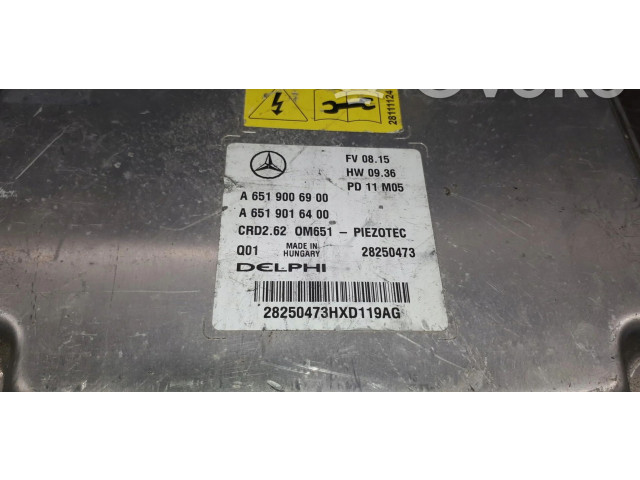 28111124
FV 08.15
HW 09.36
PD 11 M05
A 651 900 69 00
A 651 901 64 00
CRD2.62 OM651 - PIEZOTEC
Q01 MADE IN HUNGARY 28250473
DELPHI
28250473HXD119AG